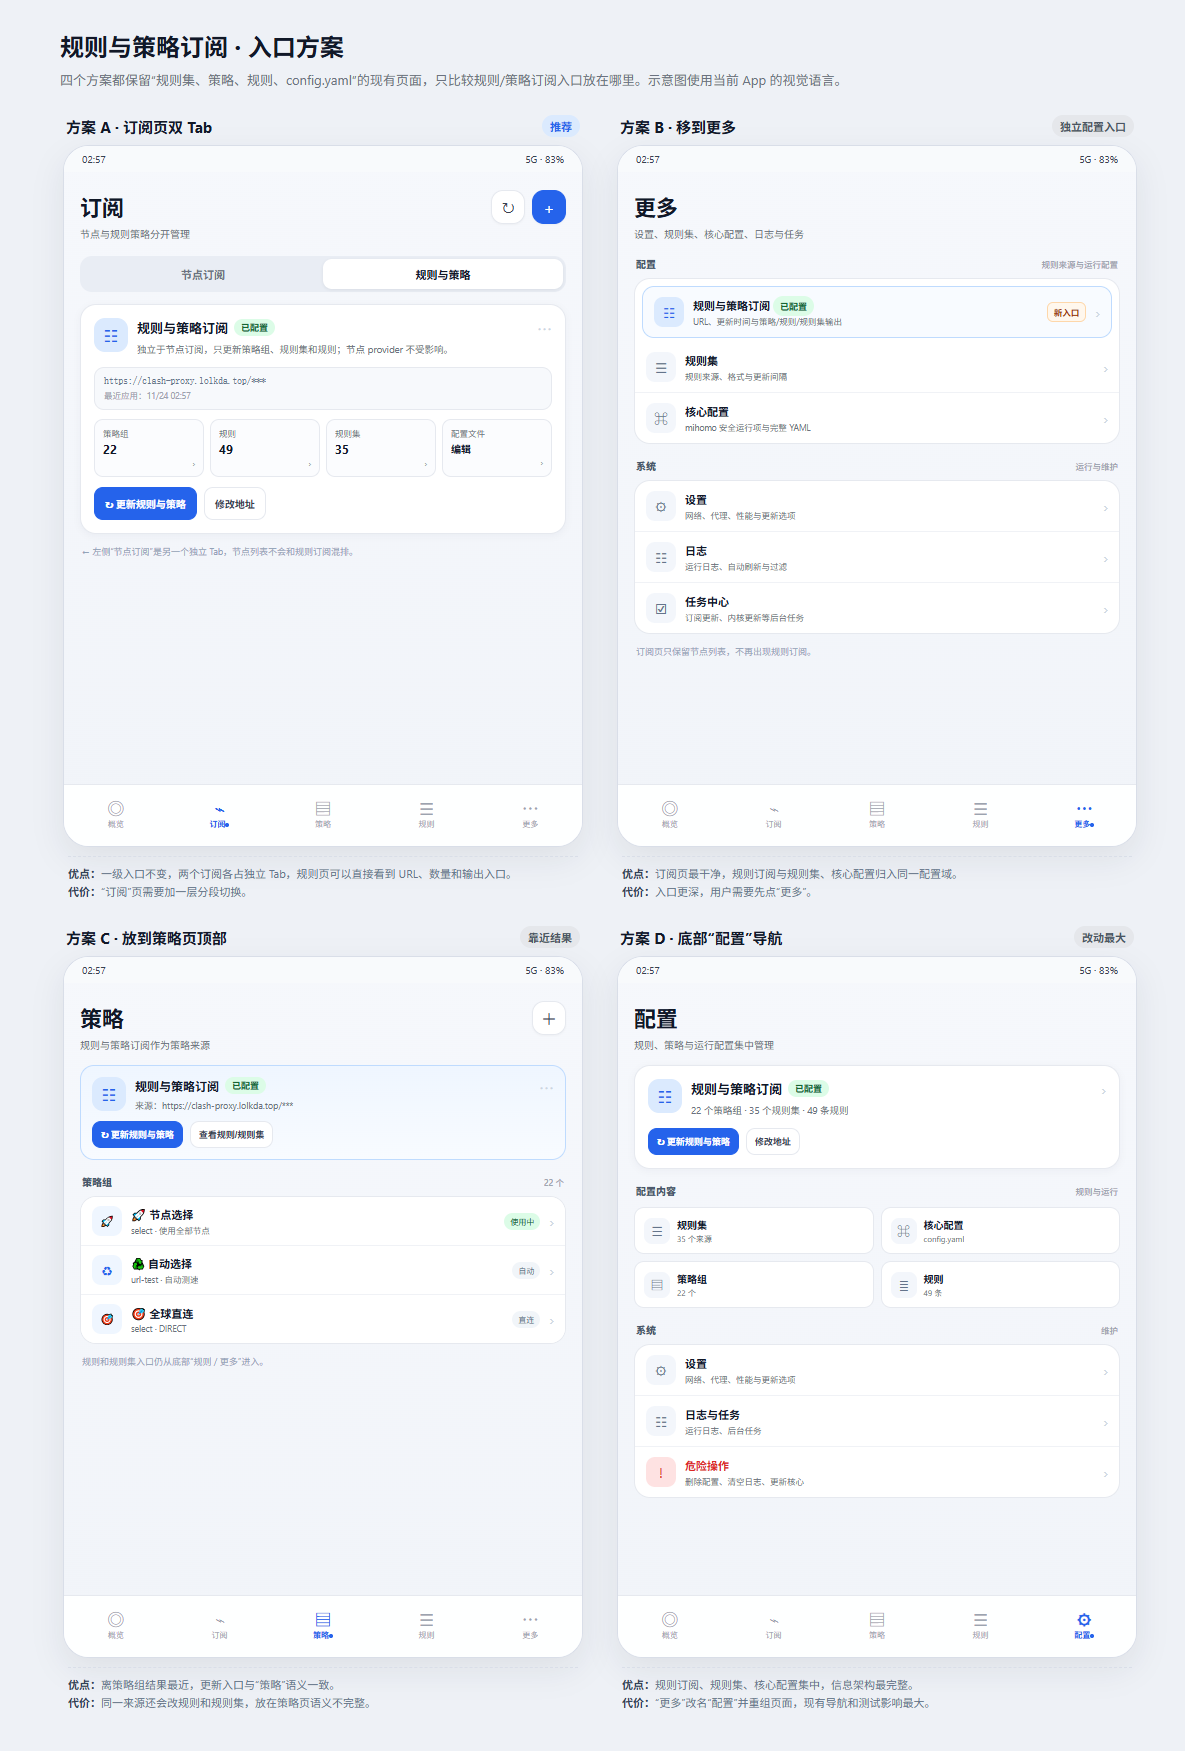 规则与策略订阅 · 入口方案
四个方案都保留“规则集、策略、规则、config.yaml”的现有页面，只比较规则/策略订阅入口放在哪里。示意图使用当前 App 的视觉语言。
方案 A · 订阅页双 Tab
推荐
02:57
5G · 83%
订阅
↻
+
节点与规则策略分开管理
节点订阅
规则与策略
规则与策略订阅
已配置
···
独立于节点订阅，只更新策略组、规则集和规则；节点 provider 不受影响。
https://clash-proxy.lolkda.top/***
最近应用：11/24 02:57
策略组
22
›
规则
49
›
规则集
35
›
配置文件
编辑
›
↻ 更新规则与策略
修改地址
← 左侧“节点订阅”是另一个独立 Tab，节点列表不会和规则订阅混排。
概览
订阅
策略
规则
更多
优点：一级入口不变，两个订阅各占独立 Tab，规则页可以直接看到 URL、数量和输出入口。
代价：“订阅”页需要加一层分段切换。
方案 B · 移到更多
独立配置入口
02:57
5G · 83%
更多
设置、规则集、核心配置、日志与任务
配置
规则来源与运行配置
规则与策略订阅
已配置
URL、更新时间与策略/规则/规则集输出
新入口
›
规则集
规则来源、格式与更新间隔
›
核心配置
mihomo 安全运行项与完整 YAML
›
系统
运行与维护
设置
网络、代理、性能与更新选项
›
日志
运行日志、自动刷新与过滤
›
任务中心
订阅更新、内核更新等后台任务
›
订阅页只保留节点列表，不再出现规则订阅。
概览
订阅
策略
规则
更多
优点：订阅页最干净，规则订阅与规则集、核心配置归入同一配置域。
代价：入口更深，用户需要先点“更多”。
方案 C · 放到策略页顶部
靠近结果
02:57
5G · 83%
策略
+
规则与策略订阅作为策略来源
规则与策略订阅
已配置
···
来源：https://clash-proxy.lolkda.top/***
↻ 更新规则与策略
查看规则/规则集
策略组
22 个
🚀 节点选择
select · 使用全部节点
使用中
›
♻ 自动选择
url-test · 自动测速
自动
›
🎯 全球直连
select · DIRECT
直连
›
规则和规则集入口仍从底部“规则 / 更多”进入。
概览
订阅
策略
规则
更多
优点：离策略组结果最近，更新入口与“策略”语义一致。
代价：同一来源还会改规则和规则集，放在策略页语义不完整。
方案 D · 底部“配置”导航
改动最大
02:57
5G · 83%
配置
规则、策略与运行配置集中管理
规则与策略订阅
已配置
›
22 个策略组 · 35 个规则集 · 49 条规则
↻ 更新规则与策略
修改地址
配置内容
规则与运行
规则集
35 个来源
核心配置
config.yaml
策略组
22 个
规则
49 条
系统
维护
设置
网络、代理、性能与更新选项
›
日志与任务
运行日志、后台任务
›
!
危险操作
删除配置、清空日志、更新核心
›
概览
订阅
策略
规则
配置
优点：规则订阅、规则集、核心配置集中，信息架构最完整。
代价：“更多”改名“配置”并重组页面，现有导航和测试影响最大。